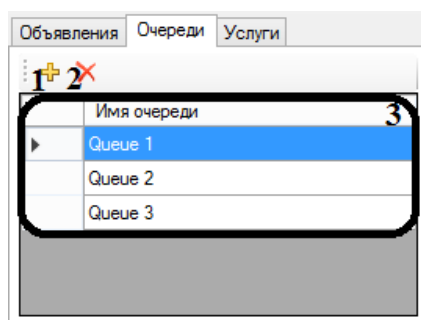 Объявления Очереди Услуги
1 2
Имя очереди 3
Queue 1
Queue 2
Queue 3